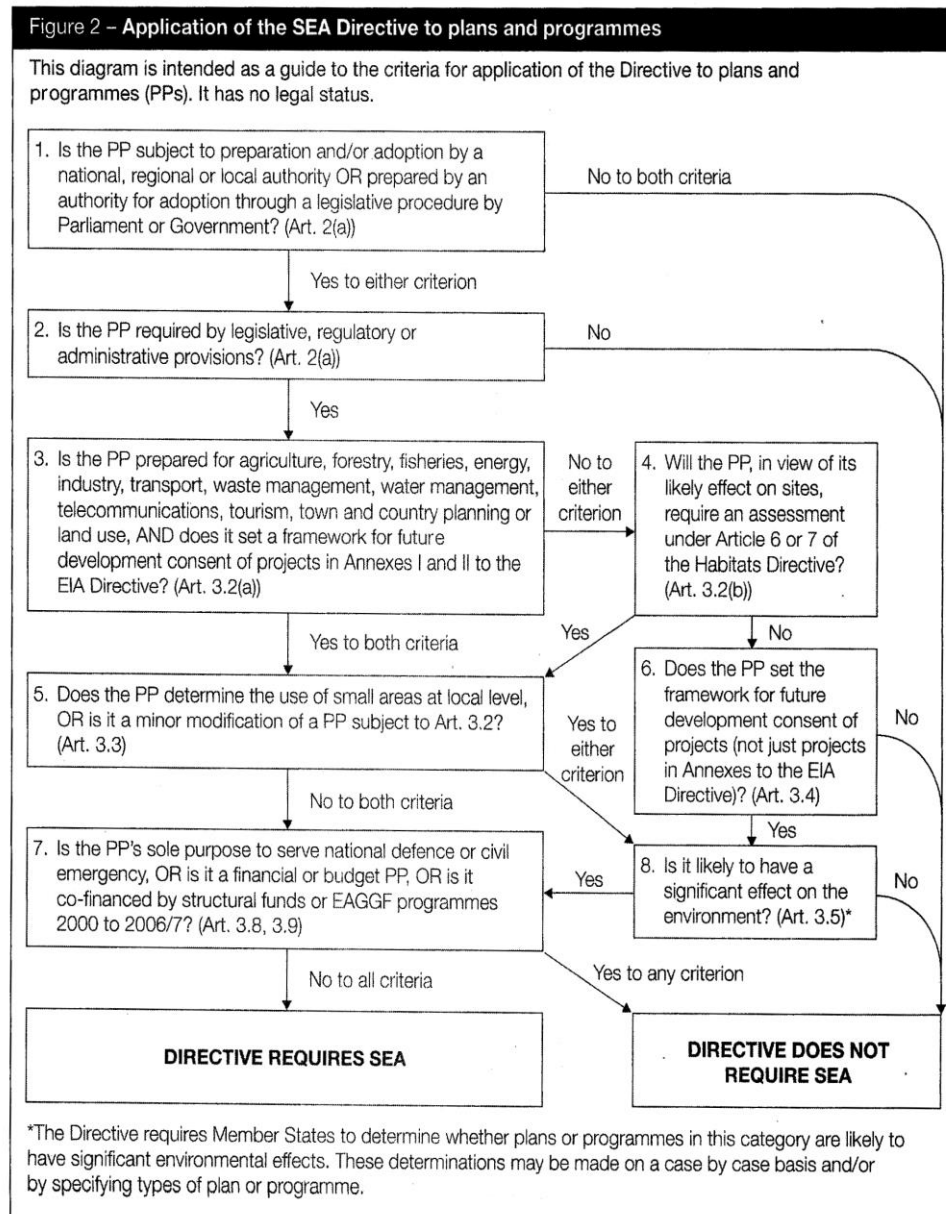 Figure 2 – Application of the SEA Directive to plans and programmes
This diagram is intended as a guide to the criteria for application of the Directive to plans and
programmes (PPs). It has no legal status.
1. Is the PP subject to preparation and/or adoption by a
national, regional or local authority OR prepared by an
authority for adoption through a legislative procedure by
Parliament or Government? (Art. 2(a))
No to both criteria
Yes to either criterion
2. Is the PP required by legislative, regulatory or
administrative provisions? (Art. 2(a))
No
Yes
3. Is the PP prepared for agriculture, forestry, fisheries, energy,
industry, transport, waste management, water management,
telecommunications, tourism, town and country planning or
land use, AND does it set a framework for future
development consent of projects in Annexes I and II to the
EIA Directive? (Art. 3.2(a))
No to
either
criterion
4. Will the PP, in view of its
likely effect on sites,
require an assessment
under Article 6 or 7 of
the Habitats Directive?
(Art. 3.2(b))
Yes to both criteria
Yes
No
5. Does the PP determine the use of small areas at local level,
OR is it a minor modification of a PP subject to Art. 3.2?
(Art. 3.3)
Yes to
either
criterion
6. Does the PP set the
framework for future
development consent of
projects (not just projects
in Annexes to the EIA
Directive)? (Art. 3.4)
No
No to both criteria
Yes
7. Is the PP's sole purpose to serve national defence or civil
emergency, OR is it a financial or budget PP, OR is it
co-financed by structural funds or EAGGF programmes
2000 to 2006/7? (Art. 3.8, 3.9)
Yes
8. Is it likely to have a
significant effect on the
environment? (Art. 3.5)*
No
No to all criteria
Yes to any criterion
DIRECTIVE REQUIRES SEA
DIRECTIVE DOES NOT
REQUIRE SEA
*The Directive requires Member States to determine whether plans or programmes in this category are likely to
have significant environmental effects. These determinations may be made on a case by case basis and/or
by specifying types of plan or programme.